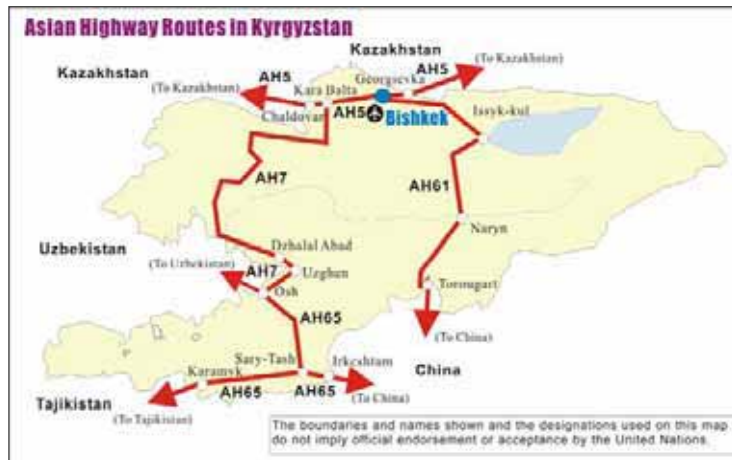 Asian Highway Routes in Kyrgyzstan
Kazakhstan
Kazakhstan
(To Kazakhstan)
AH5
(To Kazakhstan)
AH5
Georgievka
Kara Balta
Chaldovar
AH5
Bishkek
Issyk-kul
AH7
AH61
Naryn
Uzbekistan
(To Uzbekistan)
Dzhalal Abad
AH7
Uzghen
Osh
Torougart
AH65
(To China)
China
Sary-Tash
Irkeshtam
Karamyk
AH65
AH65
(To China)
Tajikistan
(To Tajikistan)
The boundaries and names shown and the designations used on this map
do not imply official endorsement or acceptance by the United Nations.